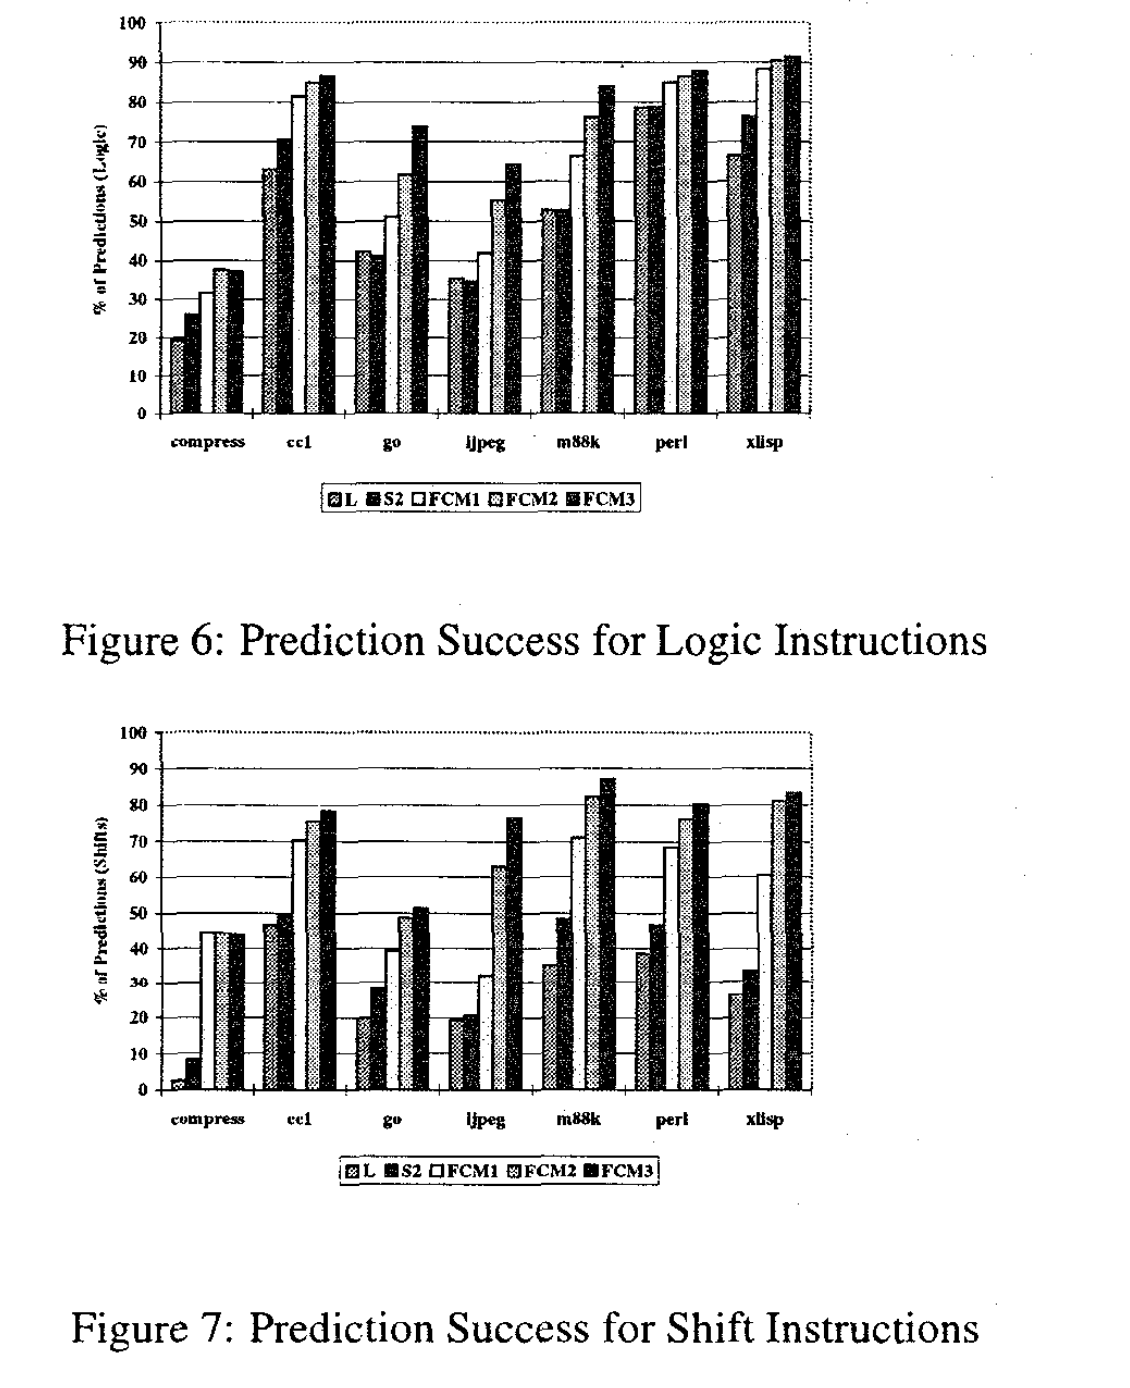 100
90
80
70
60
50
40
30
20
10
0
% of Predictions (Logic)
compress cc1 go ijpeg m88k perl xlisp
L S2 FCM1 FCM2 FCM3
Figure 6: Prediction Success for Logic Instructions
100
90
80
70
60
50
40
30
20
10
0
% of Predictions (Shifts)
compress cc1 go ijpeg m88k perl xlisp
L S2 FCM1 FCM2 FCM3
Figure 7: Prediction Success for Shift Instructions